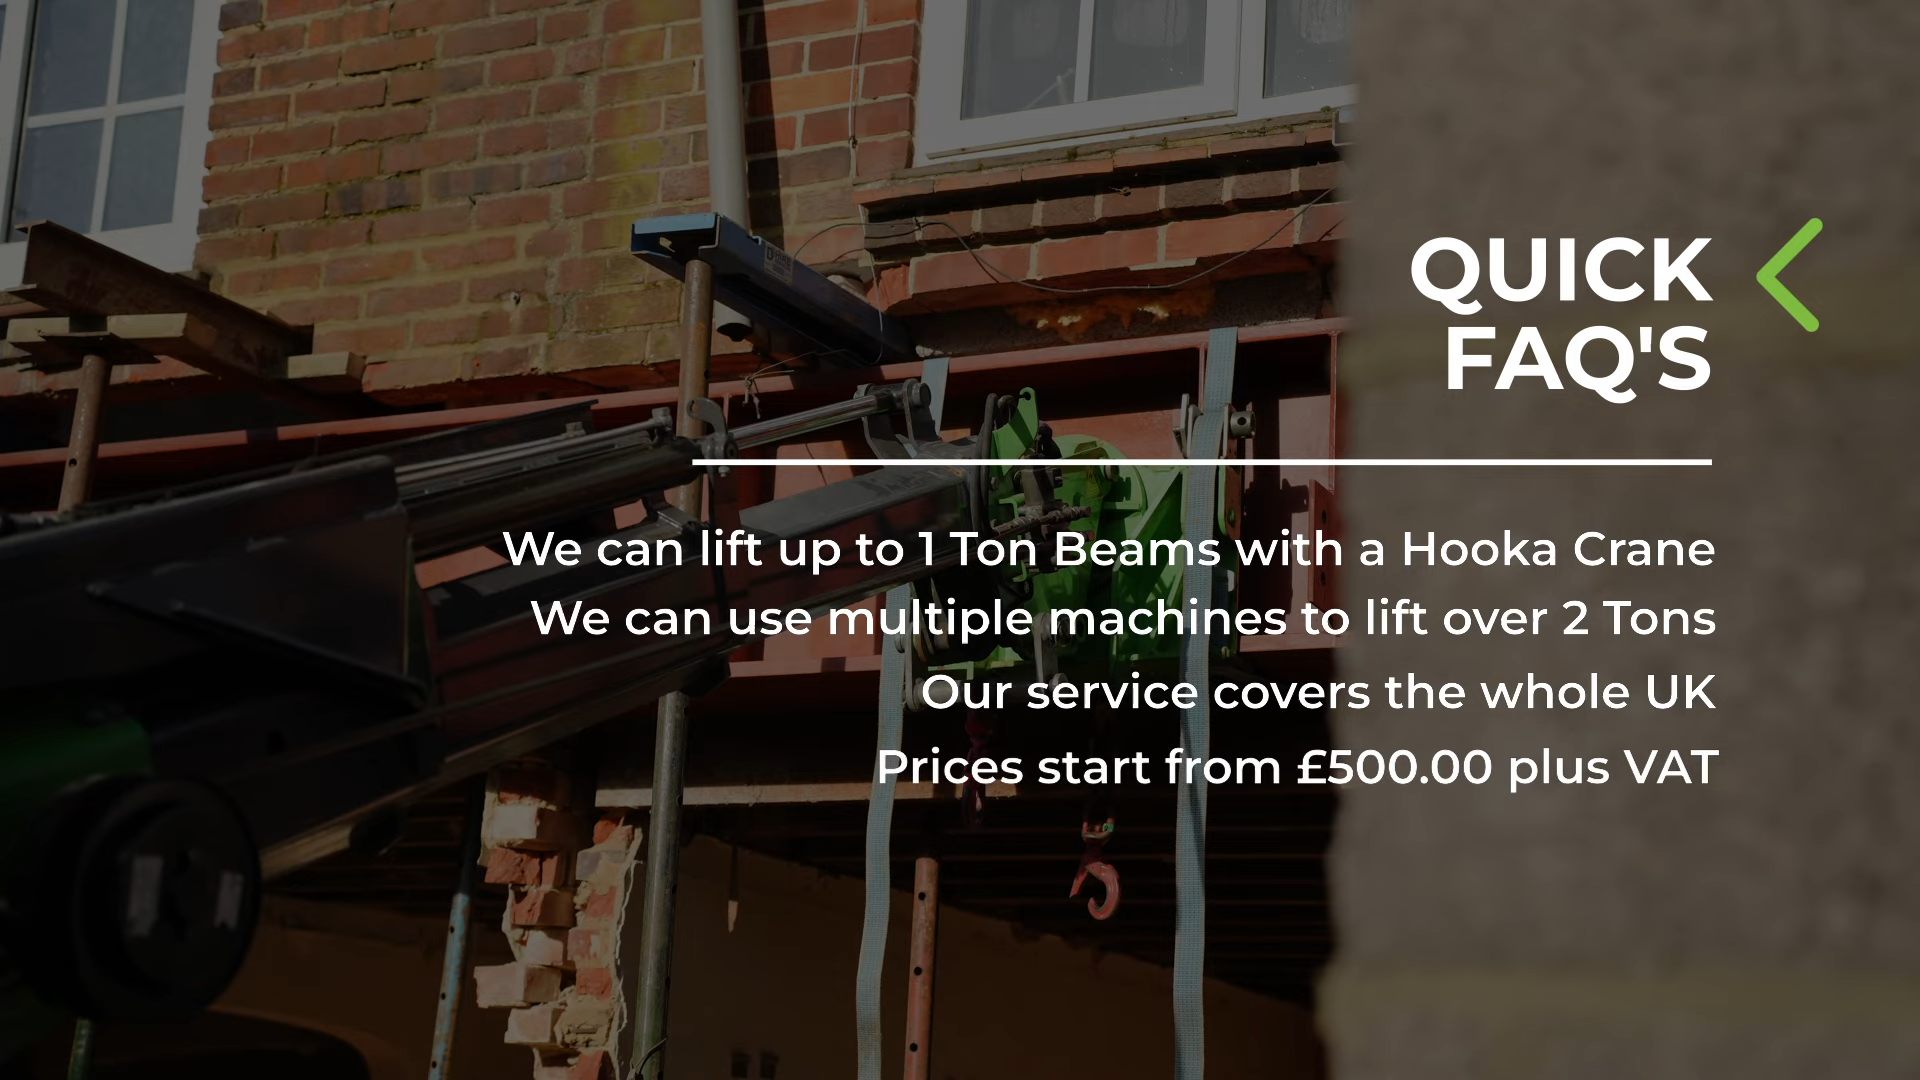 QUICK
FAQ'S
We can lift up to 1 Ton Beams with a Hooka Crane
We can use multiple machines to lift over 2 Tons
Our service covers the whole UK
Prices start from £500.00 plus VAT